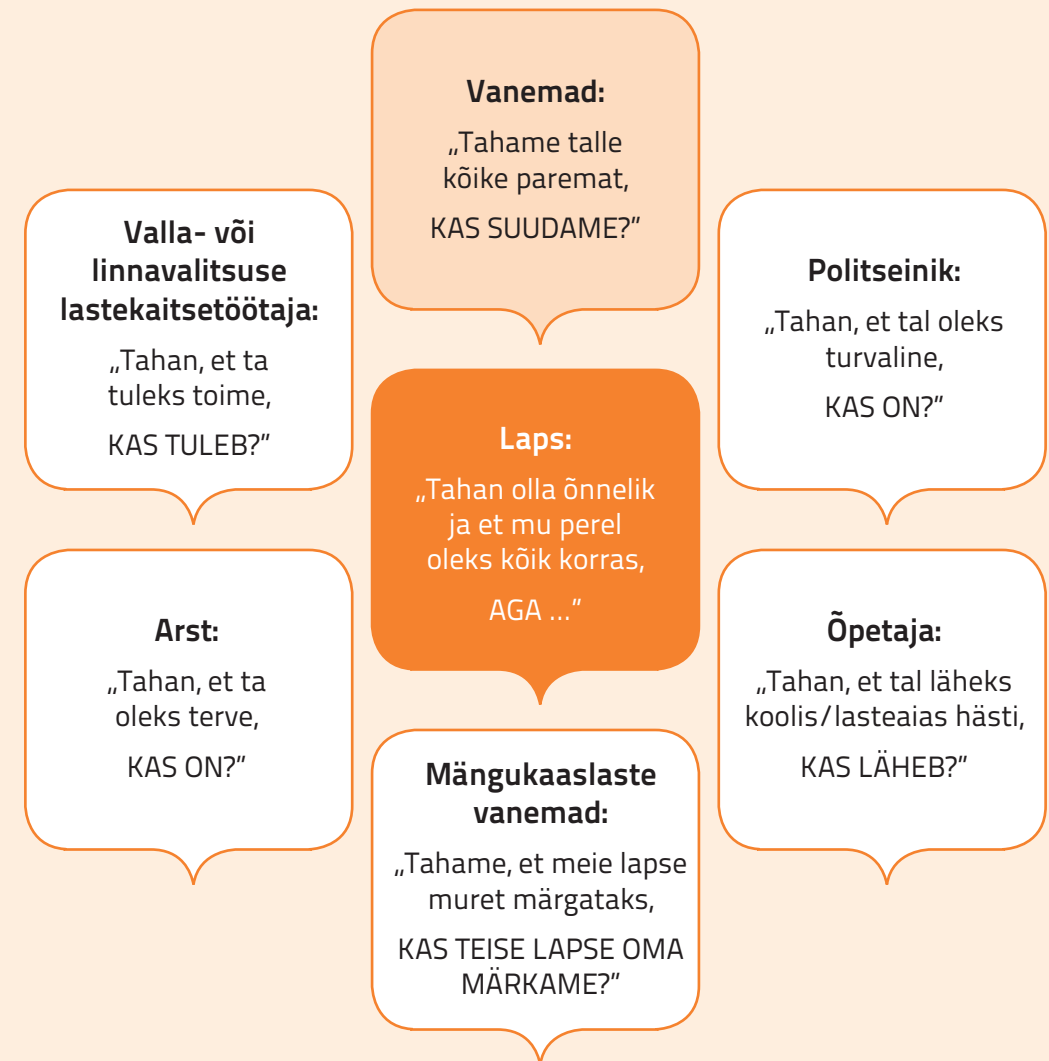 Vanemad:
„Tahame talle
kõike paremat,
KAS SUUDAME?”
Valla- või
linnavalitsuse
lastekaitsetöötaja:
„Tahan, et ta
tuleks toime,
KAS TULEB?”
Politseinik:
„Tahan, et tal oleks
turvaline,
KAS ON?”
Laps:
„Tahan olla õnnelik
ja et mu perel
oleks kõik korras,
AGA ...”
Arst:
„Tahan, et ta
oleks terve,
KAS ON?”
Õpetaja:
„Tahan, et tal läheks
koolis/lasteaias hästi,
KAS LÄHEB?”
Mängukaaslaste
vanemad:
„Tahame, et meie lapse
muret märgataks,
KAS TEISE LAPSE OMA
MÄRKAME?”